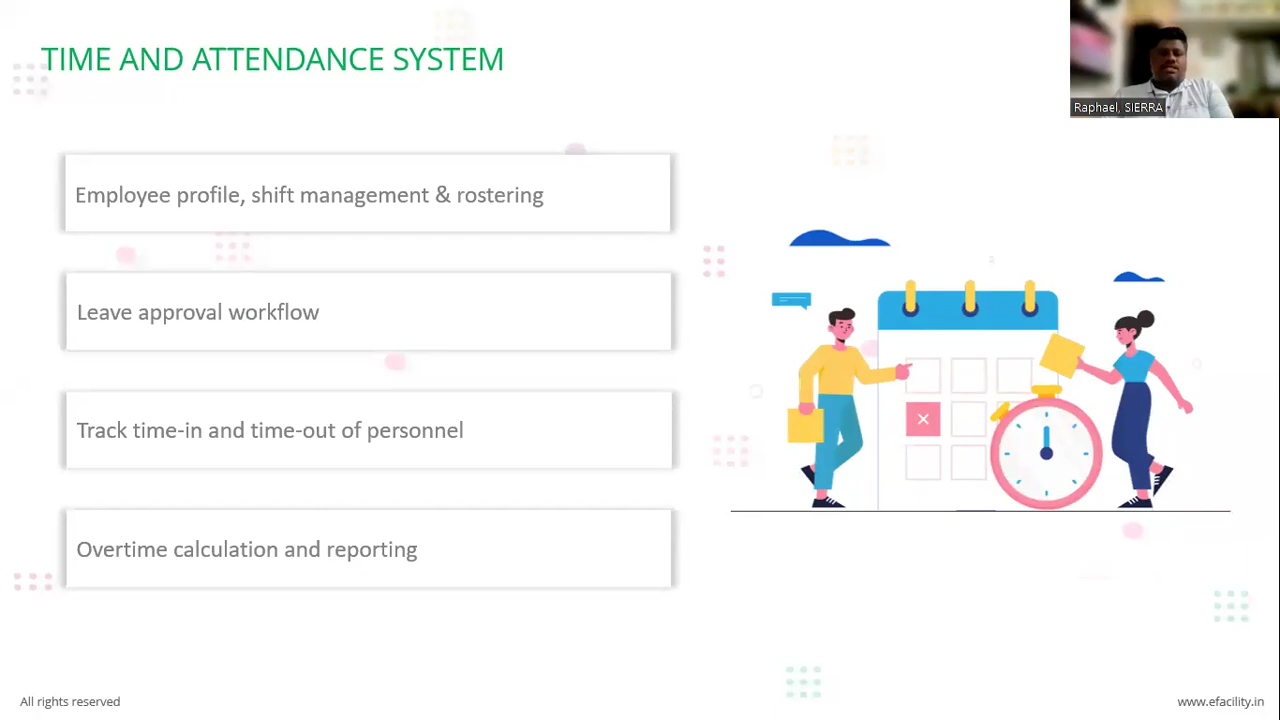 TIME AND ATTENDANCE SYSTEM
Raphael, SIERRA
Employee profile, shift management & rostering
Leave approval workflow
Track time-in and time-out of personnel
Overtime calculation and reporting
All rights reserved
www.efacility.in